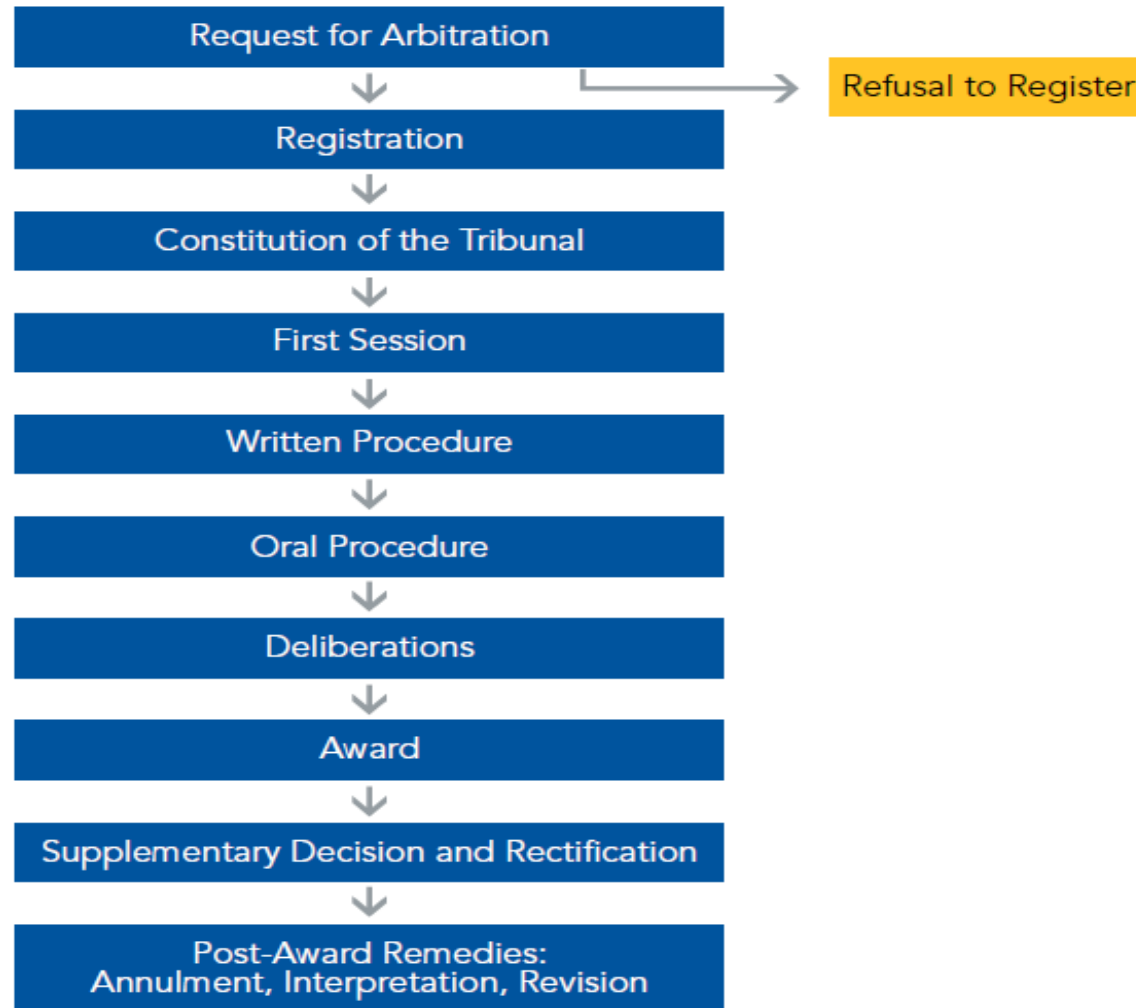 Request for Arbitration
Refusal to Register
Registration
Constitution of the Tribunal
First Session
Written Procedure
Oral Procedure
Deliberations
Award
Supplementary Decision and Rectification
Post-Award Remedies:
Annulment, Interpretation, Revision